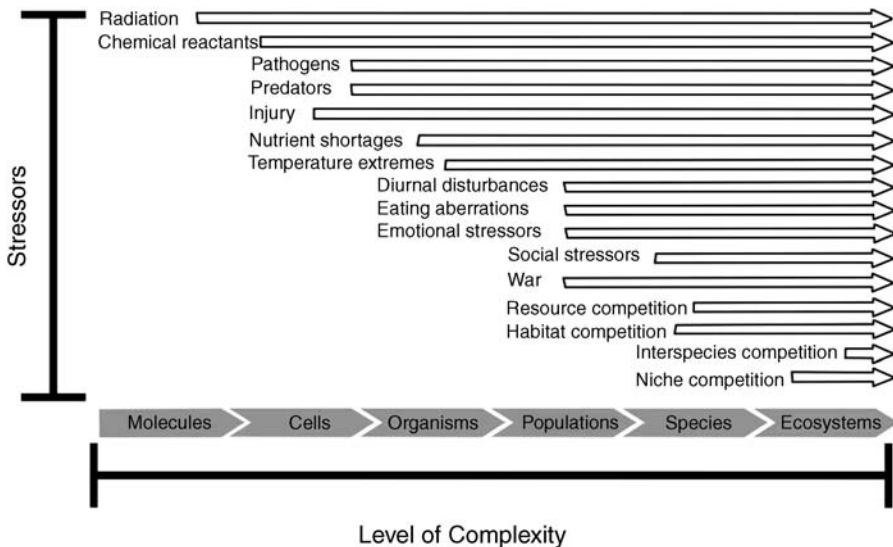 Radiation
Chemical reactants
Pathogens
Predators
Injury
Nutrient shortages
Temperature extremes
Diurnal disturbances
Eating aberrations
Emotional stressors
Social stressors
War
Resource competition
Habitat competition
Interspecies competition
Niche competition
Stressors
Molecules Cells Organisms Populations Species Ecosystems
Level of Complexity